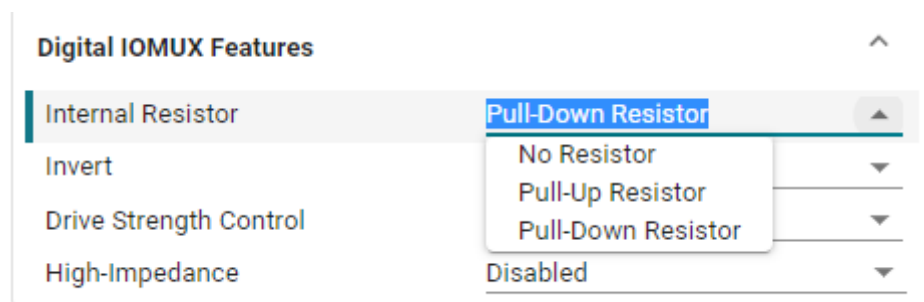 Digital IOMUX Features
Internal Resistor Pull-Down Resistor
No Resistor
Invert
Pull-Up Resistor
Drive Strength Control
Pull-Down Resistor
High-Impedance Disabled